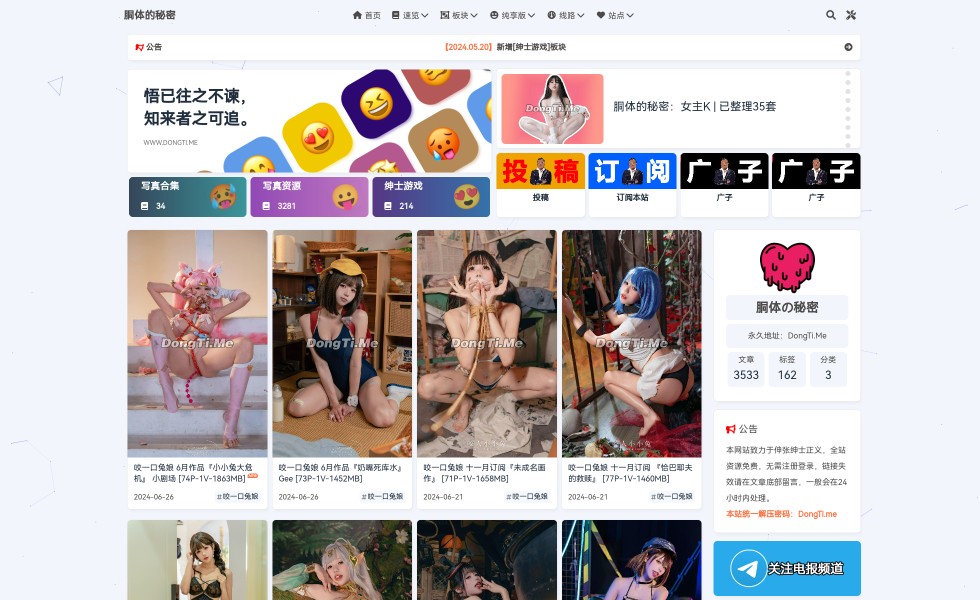 胴体的秘密
首页 速览 板块 纯享版 线路 站点
公告
【2024.05.20】新增[绅士游戏]板块
悟已往之不谏，
知来者之可追。
WWW.DONGTI.ME
DongTi.Me
胴体的秘密：女主K | 已整理35套
写真合集
34
写真资源
3281
绅士游戏
214
投稿
投稿
订阅
订阅本站
广子
广子
广子
广子
DongTi.Me
咬一口兔娘 6月作品『小小兔大危
机』 小剧场 [74P-1V-1863MB]
2024-06-26
#咬一口兔娘
DongTi.Me
咬一口兔娘 6月作品『奶嘴死库水』
Gee [73P-1V-1452MB]
2024-06-26
#咬一口兔娘
DongTi.Me
咬一口兔娘 十一月订阅『未成名画
作』 [71P-1V-1658MB]
2024-06-21
#咬一口兔娘
DongTi.Me
咬一口兔娘 十一月订阅 『恰巴耶夫
的救赎』 [77P-1V-1460MB]
2024-06-21
#咬一口兔娘
胴体の秘密
永久地址：DongTi.Me
文章 标签 分类
3533 162 3
公告
本网站致力于伸张绅士正义，全站
资源免费，无需注册登录，链接失
效请在文章底部留言，一般会在24
小时内处理。
本站统一解压密码：DongTi.me
关注电报频道